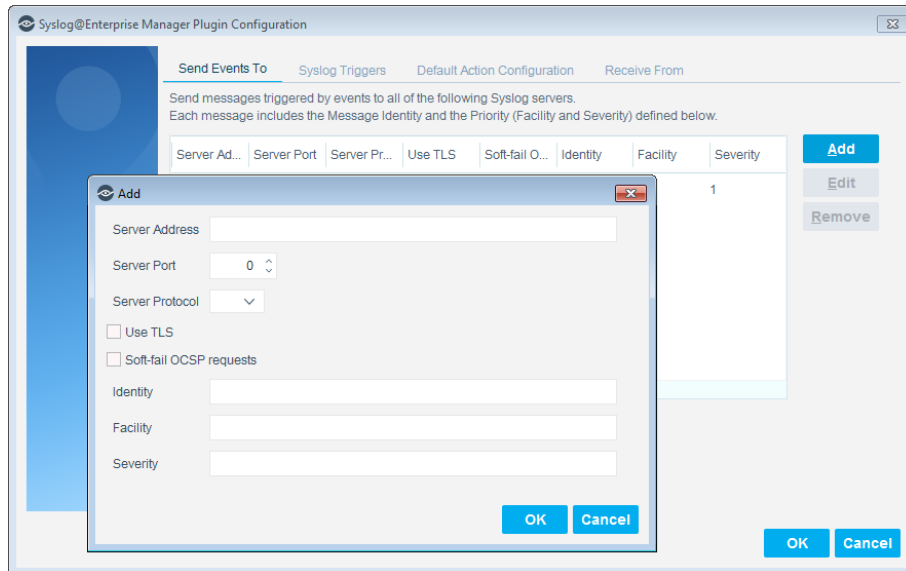 Syslog@Enterprise Manager Plugin Configuration
Send Events To Syslog Triggers Default Action Configuration Receive From
Send messages triggered by events to all of the following Syslog servers.
Each message includes the Message Identity and the Priority (Facility and Severity) defined below.
Server Ad... Server Port Server Pr... Use TLS Soft-fail O... Identity Facility Severity
1
Add
Edit
Remove
Add
Server Address
Server Port 0
Server Protocol
Use TLS
Soft-fail OCSP requests
Identity
Facility
Severity
OK Cancel
OK Cancel